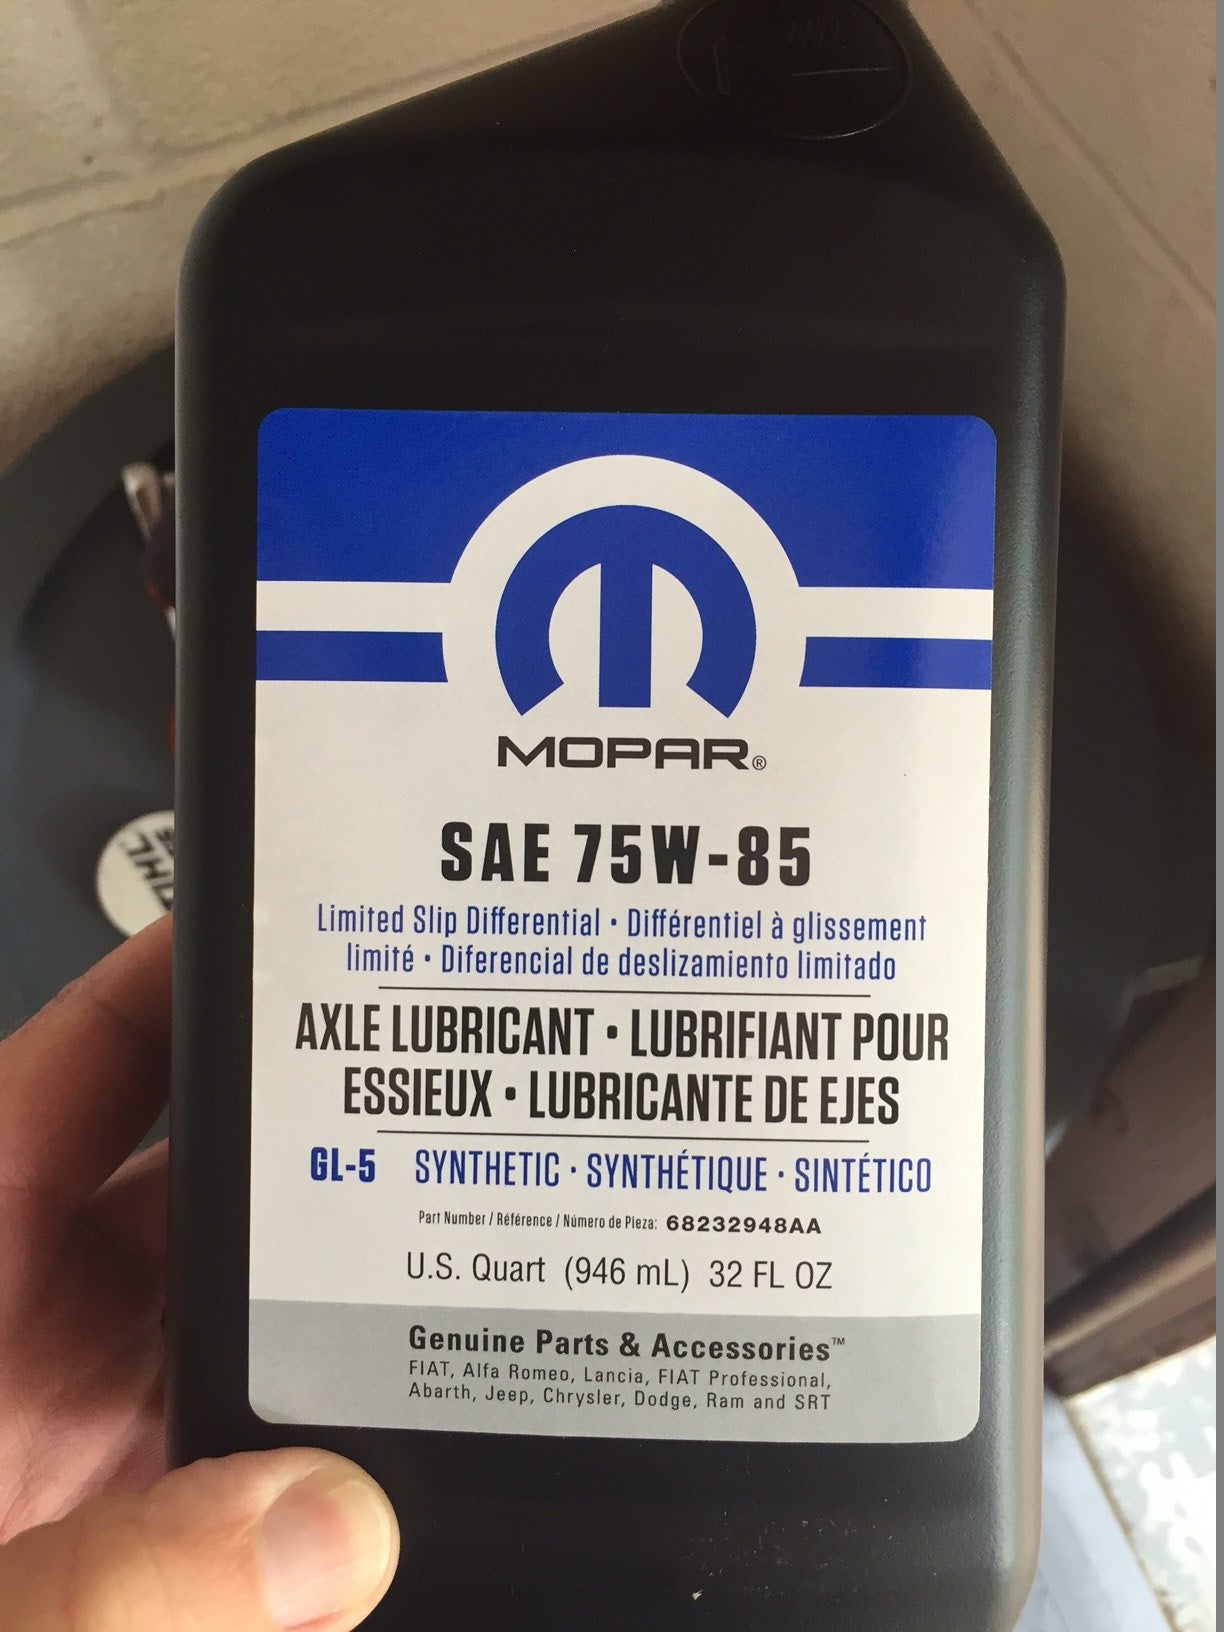 MOPAR®
SAE 75W-85
Limited Slip Differential • Différentiel à glissement
limité • Diferencial de deslizamiento limitado
AXLE LUBRICANT • LUBRIFIANT POUR
ESSIEUX • LUBRICANTE DE EJES
GL-5 SYNTHETIC • SYNTHÉTIQUE • SINTÉTICO
Part Number / Référence / Número de Pieza: 68232948AA
U.S. Quart (946 mL) 32 FL OZ
Genuine Parts & Accessories™
FIAT, Alfa Romeo, Lancia, FIAT Professional,
Abarth, Jeep, Chrysler, Dodge, Ram and SRT